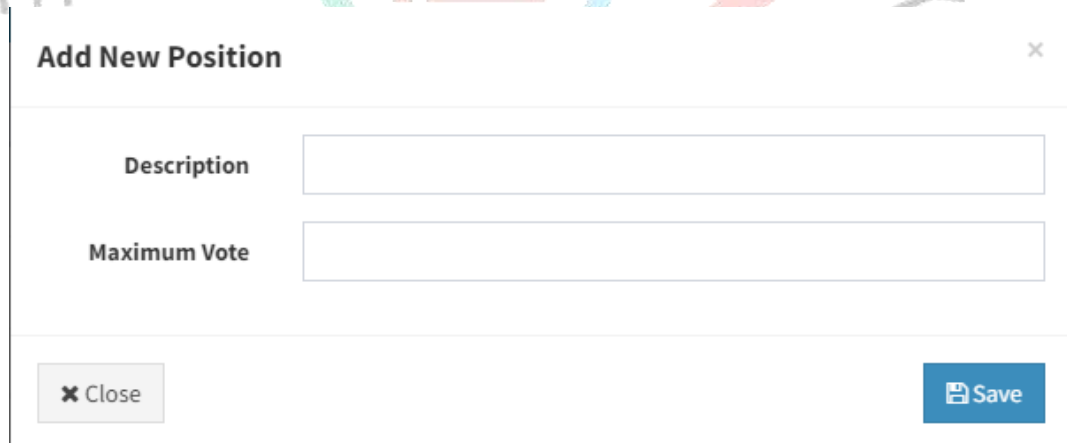 Add New Position ×
Description
Maximum Vote
Close
Save